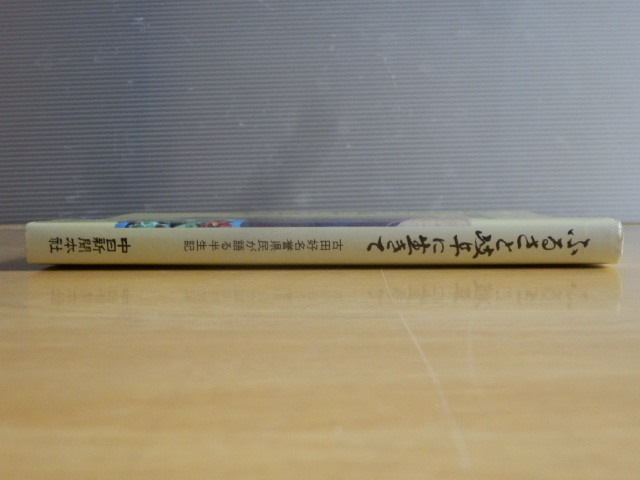 ふるさと岐阜に生きて
古田好名誉県民が語る半生記
中日新聞本社